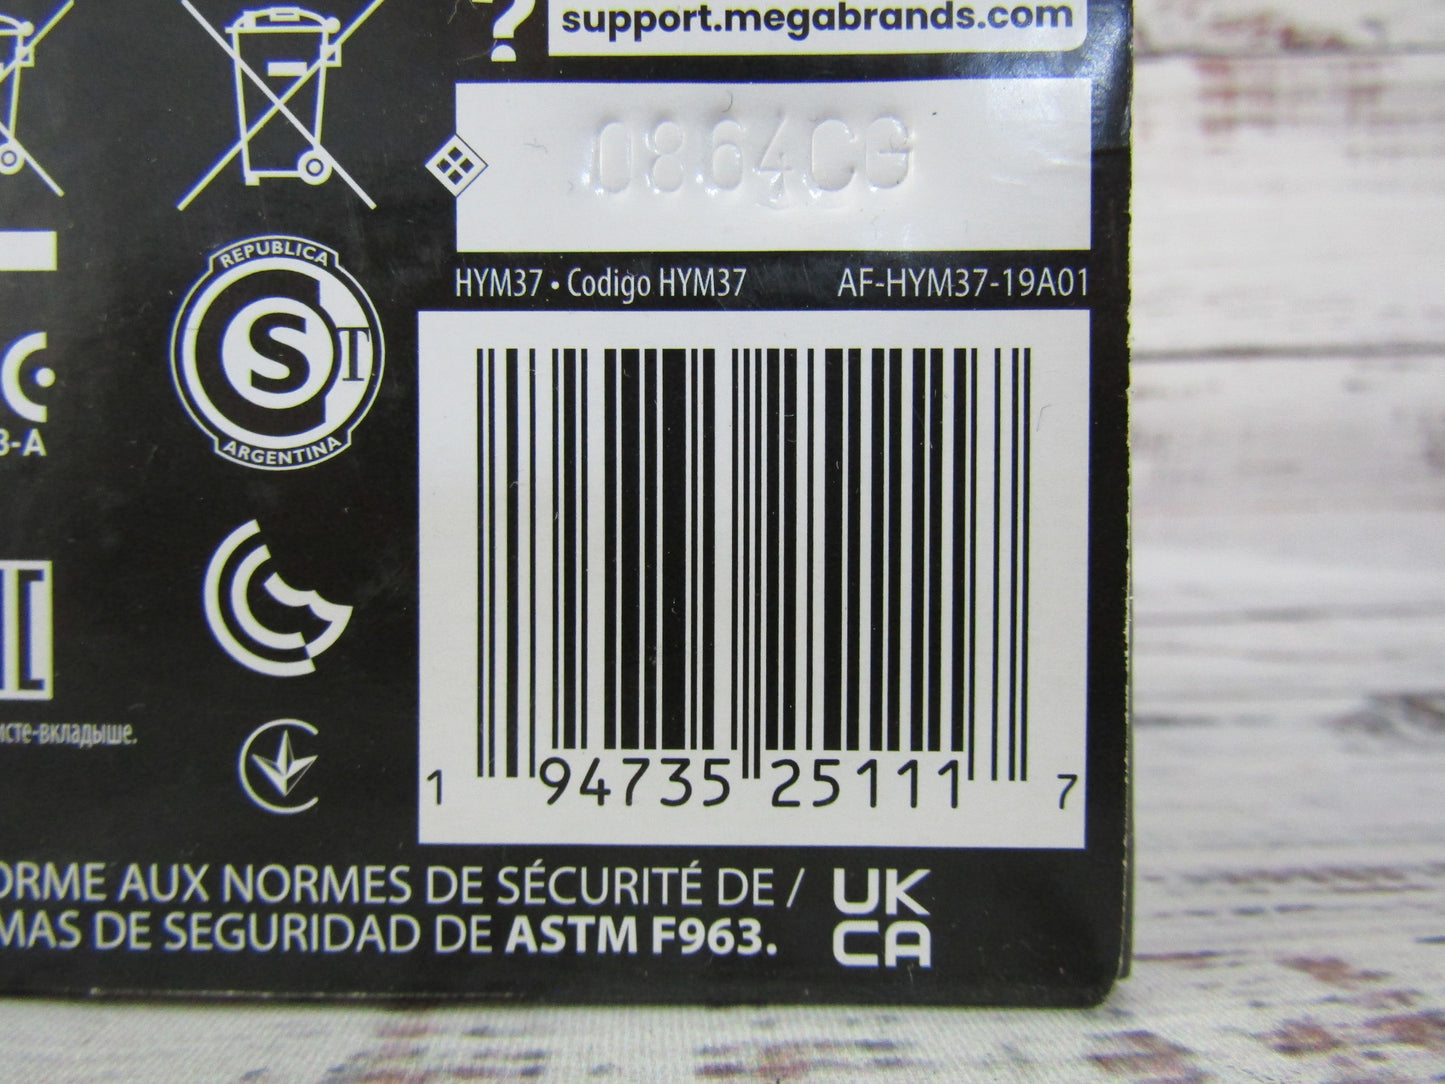 support.megabrands.com
0864CG
HYM37 • Codigo HYM37 AF-HYM37-19A01
REPUBLICA
S T
ARGENTINA
3-A
1 94735 25111 7
исте-вкладыше.
ORME AUX NORMES DE SÉCURITÉ DE /
MAS DE SEGURIDAD DE ASTM F963.
UK
CA